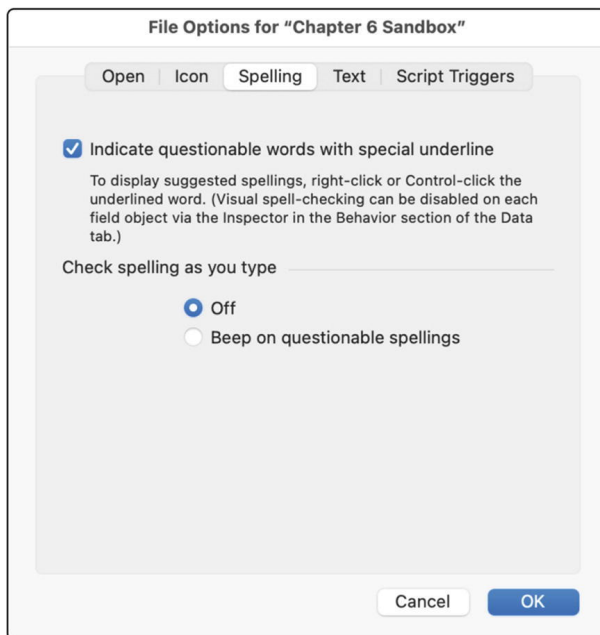 File Options for “Chapter 6 Sandbox”
Open Icon Spelling Text Script Triggers
Indicate questionable words with special underline
To display suggested spellings, right-click or Control-click the
underlined word. (Visual spell-checking can be disabled on each
field object via the Inspector in the Behavior section of the Data
tab.)
Check spelling as you type
Off
Beep on questionable spellings
Cancel OK